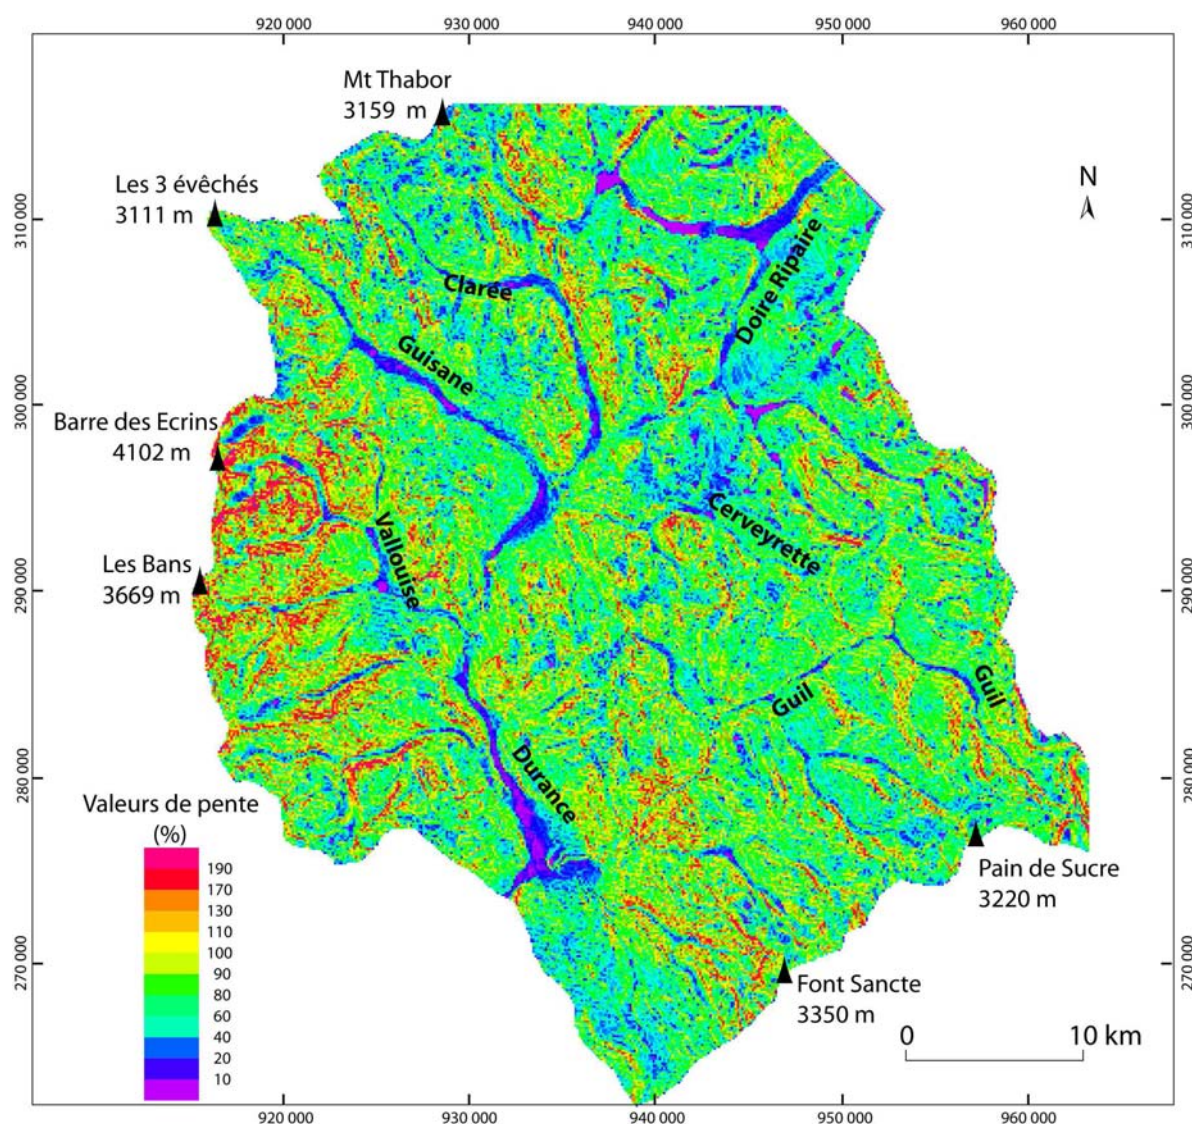 920 000 930 000 940 000 950 000 960 000
Mt Thabor
3159 m
Les 3 évêchés
3111 m
N
310 000
310 000
Clarée
Doire Ripaire
Guisane
300 000
300 000
Barre des Ecrins
4102 m
Vallouise
Cerveyrette
Les Bans
3669 m
290 000
290 000
Guil
Guil
Durance
280 000
280 000
Valeurs de pente
(%)
190
170
130
110
100
90
80
60
40
20
10
Pain de Sucre
3220 m
270 000
270 000
Font Sancte
3350 m
0 10 km
920 000 930 000 940 000 950 000 960 000